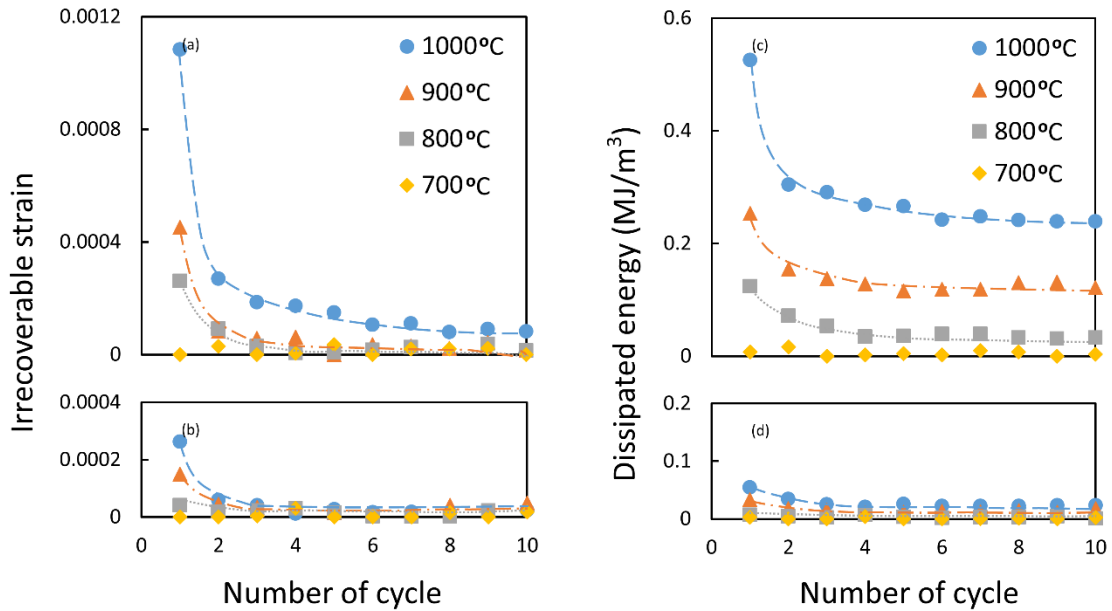 Irrecoverable strain
0.0012
0.0008
0.0004
0
(a)
1000ºC
900ºC
800ºC
700ºC
0.0004
0.0002
0
(b)
0
2
4
6
8
10
Number of cycle
Dissipated energy (MJ/m³)
0.6
0.4
0.2
0
(c)
1000ºC
900ºC
800ºC
700ºC
0.2
0.1
0
(d)
0
2
4
6
8
10
Number of cycle